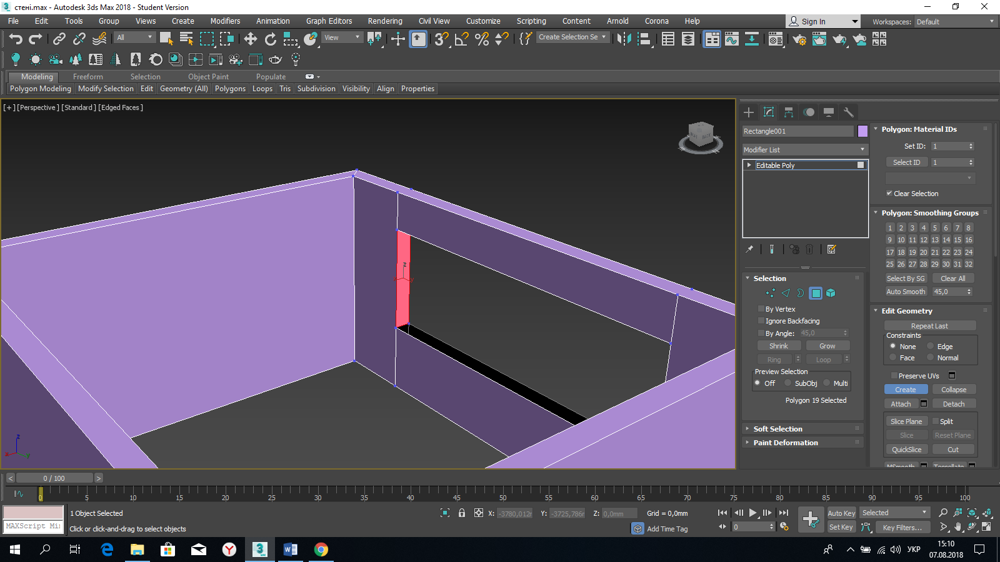 стені.max - Autodesk 3ds Max 2018 - Student Version
File Edit Tools Group Views Create Modifiers Animation Graph Editors Rendering Civil View Customize Scripting Content Arnold Corona Help
Sign In
Workspaces: Default
All
View
Create Selection Se
Modeling Freeform Selection Object Paint Populate
Polygon Modeling Modify Selection Edit Geometry (All) Polygons Loops Tris Subdivision Visibility Align Properties
[+] [Perspective ] [Standard ] [Edged Faces ]
z
z
x
y
Rectangle001
Modifier List
Editable Poly
Selection
By Vertex
Ignore Backfacing
By Angle: 45,0
Shrink Grow
Ring Loop
Preview Selection
Off SubObj Multi
Polygon 19 Selected
Soft Selection
Paint Deformation
Polygon: Material IDs
Set ID: 1
Select ID 1
Clear Selection
Polygon: Smoothing Groups
1 2 3 4 5 6 7 8
9 10 11 12 13 14 15 16
17 18 19 20 21 22 23 24
25 26 27 28 29 30 31 32
Select By SG Clear All
Auto Smooth 45,0
Edit Geometry
Repeat Last
Constraints
None Edge
Face Normal
Preserve UVs
Create Collapse
Attach Detach
Slice Plane Split
Slice Reset Plane
QuickSlice Cut
MSmooth Tessellate
< 0 / 100 >
0 5 10 15 20 25 30 35 40 45 50 55 60 65 70 75 80 85 90 95 100
1 Object Selected
X: -3780,012m Y: -3725,786m Z: 0,0mm Grid = 0,0mm
Auto Key Selected
MAXScript Mi
Click or click-and-drag to select objects
Add Time Tag
0
Set Key Key Filters...
УКР
15:10
07.08.2018